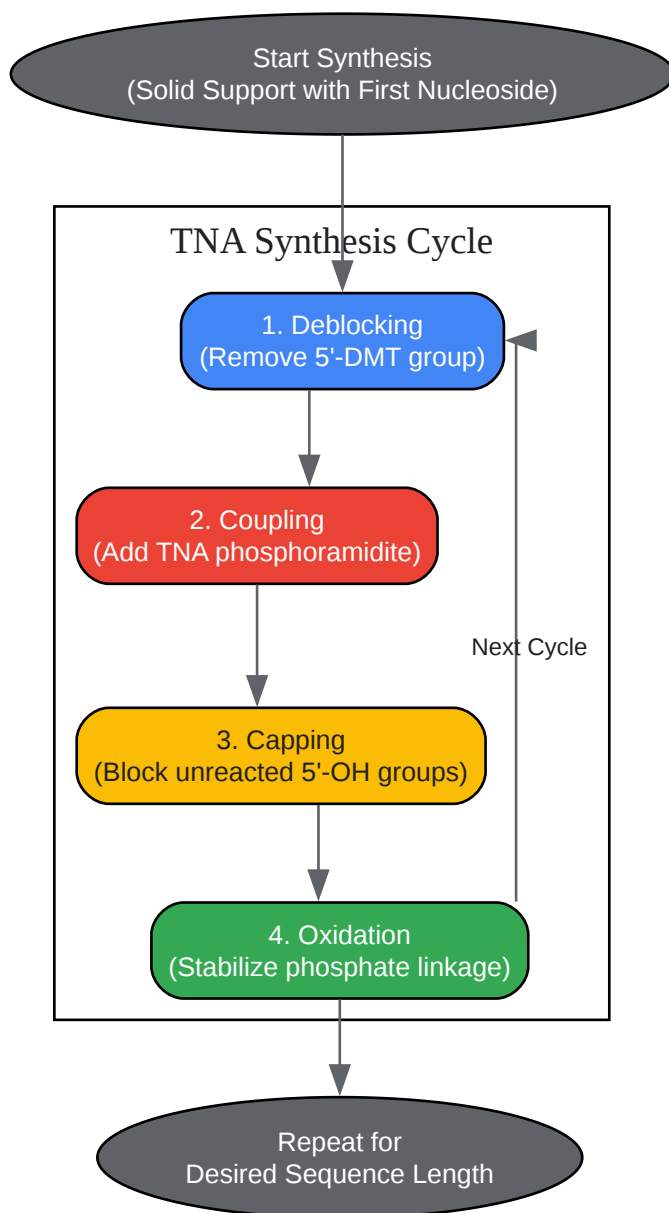 Start Synthesis
(Solid Support with First Nucleoside)
TNA Synthesis Cycle
1. Deblocking
(Remove 5'-DMT group)
2. Coupling
(Add TNA phosphoramidite)
Next Cycle
3. Capping
(Block unreacted 5'-OH groups)
4. Oxidation
(Stabilize phosphate linkage)
Repeat for
Desired Sequence Length